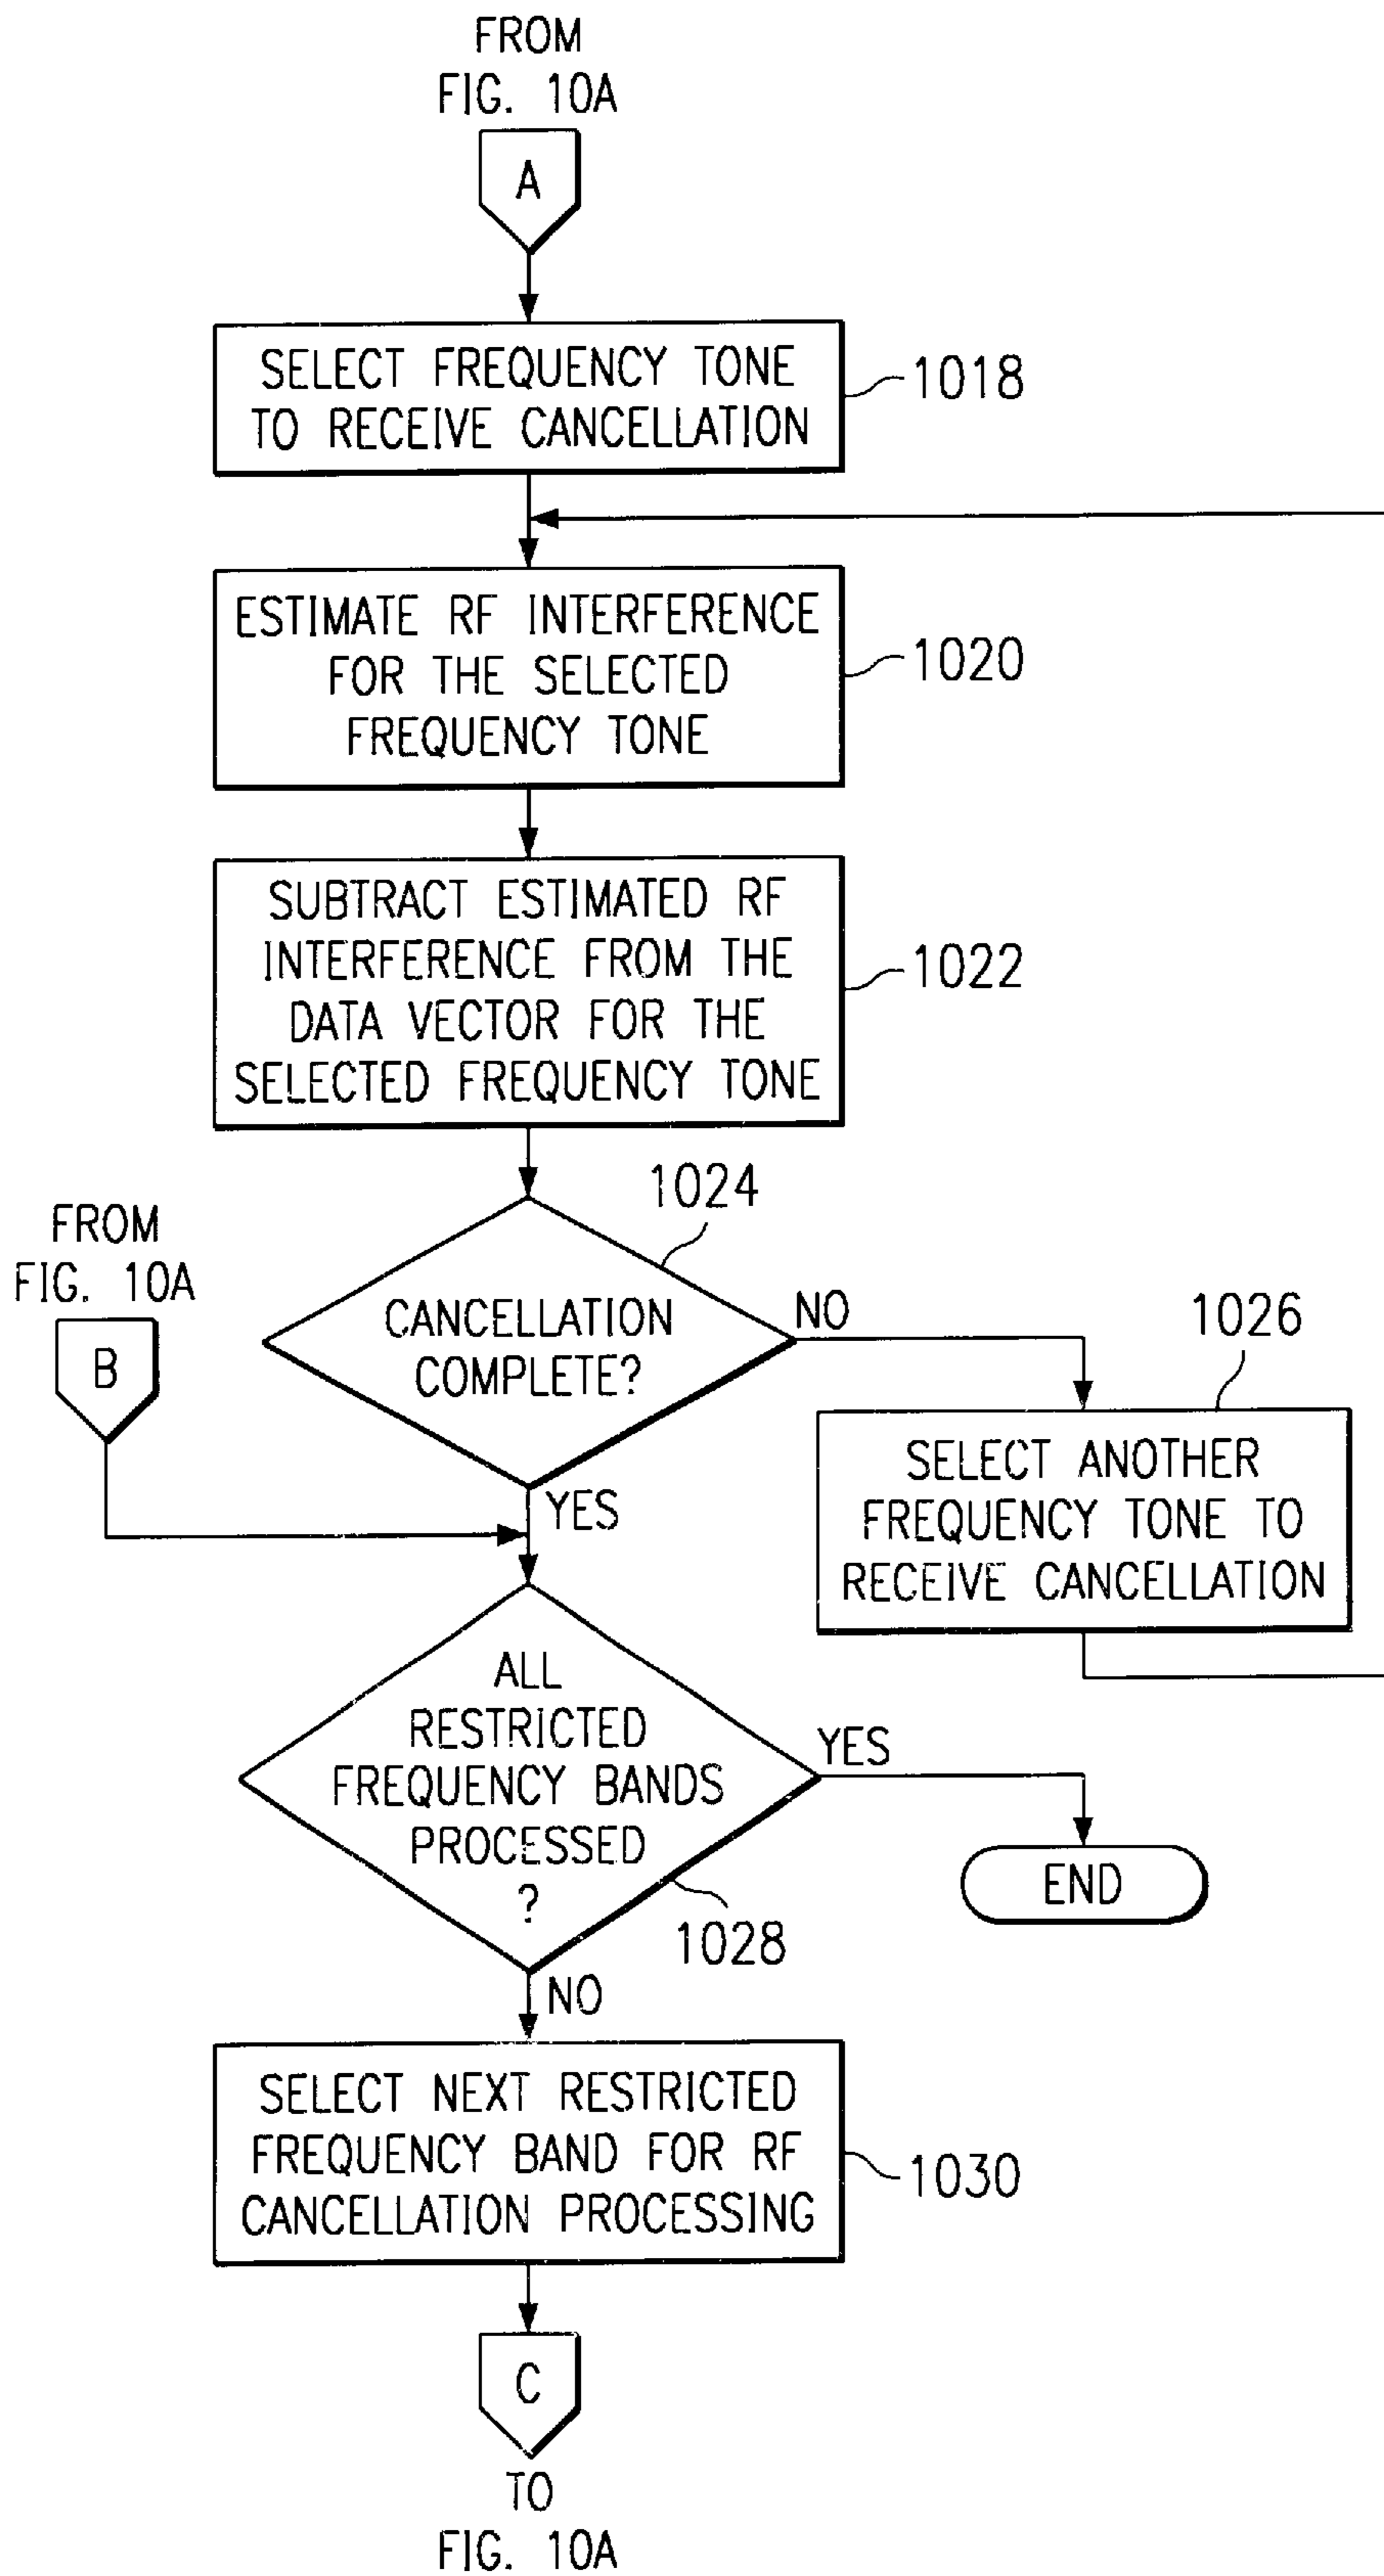 FROM
FIG. 10A
A
SELECT FREQUENCY TONE
TO RECEIVE CANCELLATION
1018
ESTIMATE RF INTERFERENCE
FOR THE SELECTED
FREQUENCY TONE
1020
SUBTRACT ESTIMATED RF
INTERFERENCE FROM THE
DATA VECTOR FOR THE
SELECTED FREQUENCY TONE
1022
1024
FROM
FIG. 10A
B
CANCELLATION
COMPLETE?
NO
YES
1026
SELECT ANOTHER
FREQUENCY TONE TO
RECEIVE CANCELLATION
ALL
RESTRICTED
FREQUENCY BANDS
PROCESSED
?
YES
END
1028
NO
SELECT NEXT RESTRICTED
FREQUENCY BAND FOR RF
CANCELLATION PROCESSING
1030
C
TO
FIG. 10A